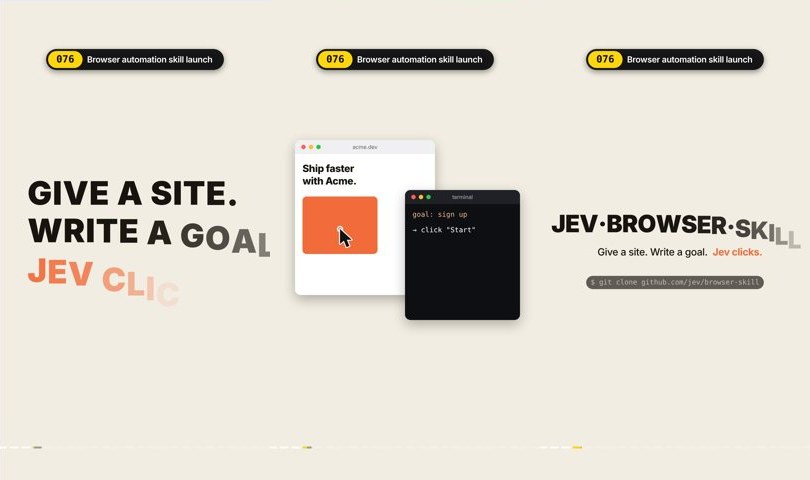 076 Browser automation skill launch
GIVE A SITE.
WRITE A GOAL
JEV CLIC
076 Browser automation skill launch
acme.dev
Ship faster
with Acme.
terminal
goal: sign up
→ click "Start"
076 Browser automation skill launch
JEV·BROWSER·SKILL
Give a site. Write a goal. Jev clicks.
$ git clone github.com/jev/browser-skill